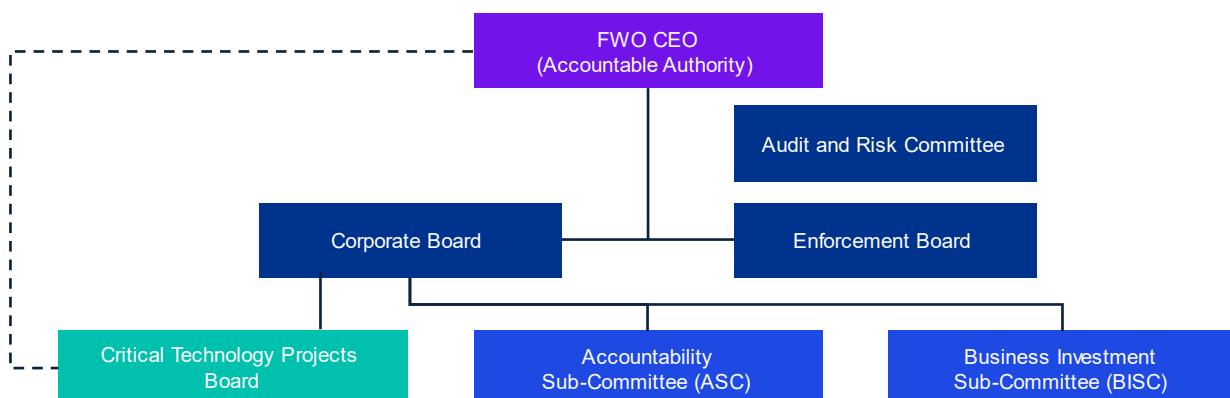 FWO CEO
(Accountable Authority)
Audit and Risk Committee
Corporate Board
Enforcement Board
Critical Technology Projects
Board
Accountability
Sub-Committee (ASC)
Business Investment
Sub-Committee (BISC)